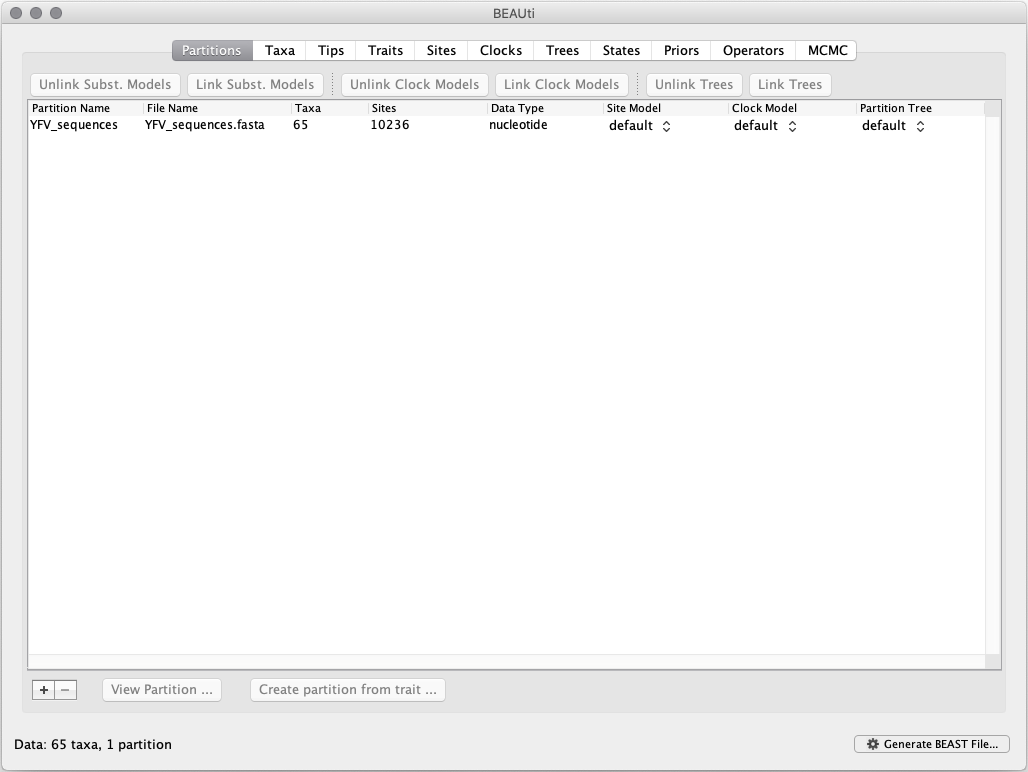 BEAUti
Partitions Taxa Tips Traits Sites Clocks Trees States Priors Operators MCMC
Unlink Subst. Models Link Subst. Models Unlink Clock Models Link Clock Models Unlink Trees Link Trees
Partition Name File Name Taxa Sites Data Type Site Model Clock Model Partition Tree
YFV_sequences YFV_sequences.fasta 65 10236 nucleotide default default default
+ − View Partition ... Create partition from trait ...
Data: 65 taxa, 1 partition Generate BEAST File...